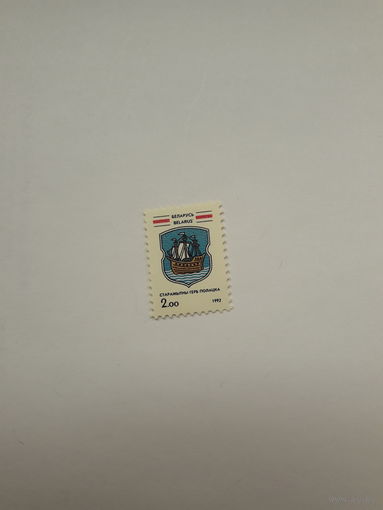 БЕЛАРУСЬ
BELARUS
СТАРАЖЫТНЫ ГЕРБ ПОЛАЦКА
2.00 1992